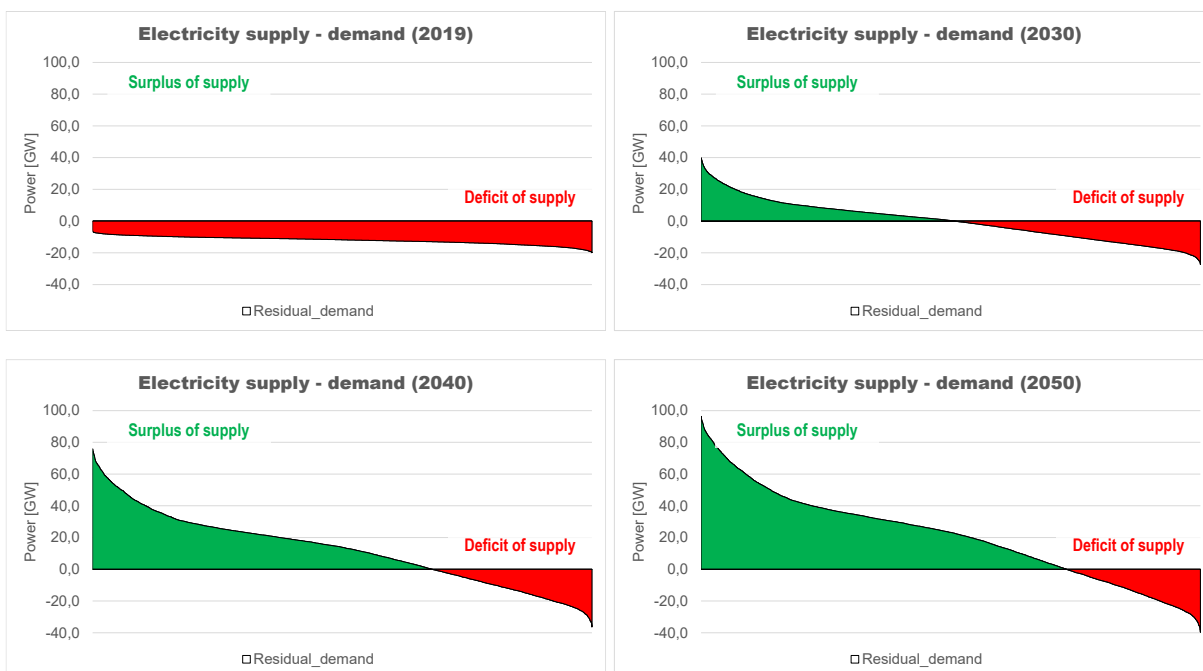 Electricity supply - demand (2019)
100,0
80,0
60,0
40,0
20,0
0,0
-20,0
-40,0
Power [GW]
Surplus of supply
Deficit of supply
Residual_demand
Electricity supply - demand (2030)
100,0
80,0
60,0
40,0
20,0
0,0
-20,0
-40,0
Power [GW]
Surplus of supply
Deficit of supply
Residual_demand
Electricity supply - demand (2040)
100,0
80,0
60,0
40,0
20,0
0,0
-20,0
-40,0
Power [GW]
Surplus of supply
Deficit of supply
Residual_demand
Electricity supply - demand (2050)
100,0
80,0
60,0
40,0
20,0
0,0
-20,0
-40,0
Power [GW]
Surplus of supply
Deficit of supply
Residual_demand